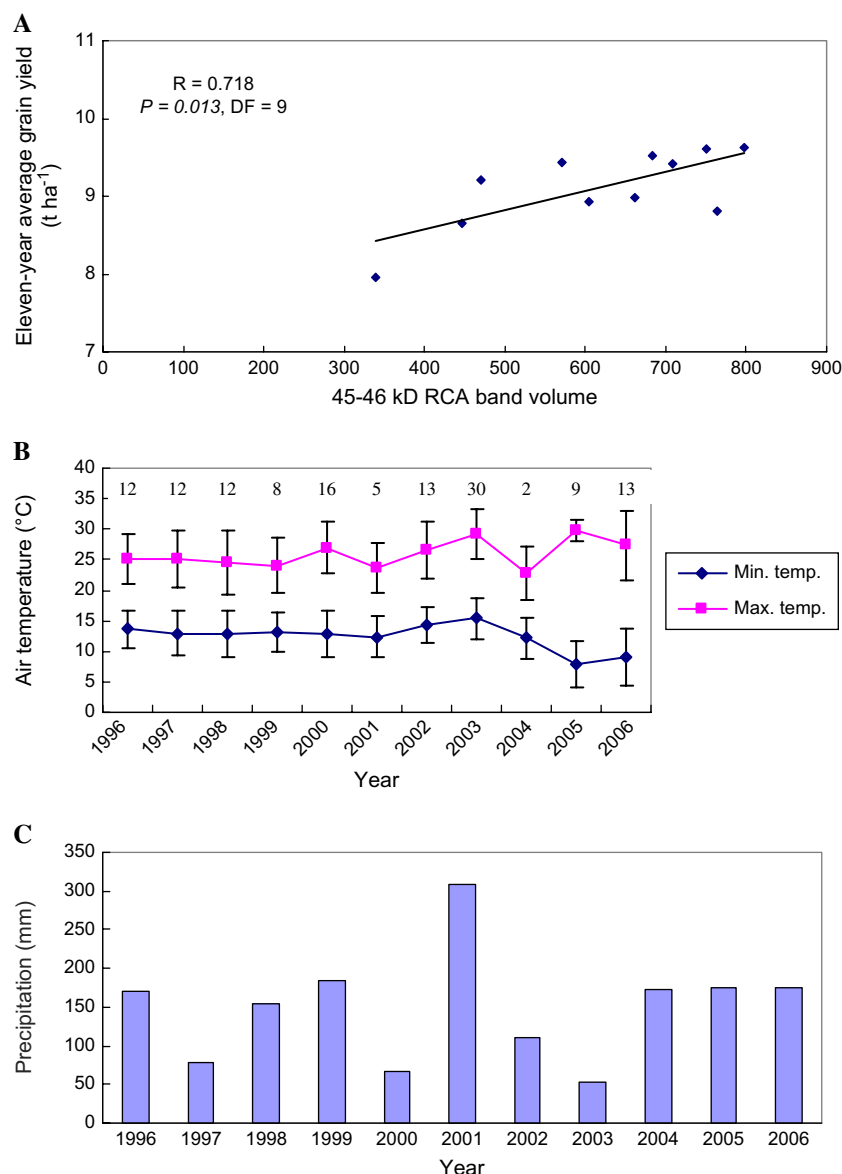 A
Eleven-year average grain yield
(t ha⁻¹)
11
10
9
8
7
R = 0.718
P = 0.013, DF = 9
0 100 200 300 400 500 600 700 800 900
45-46 kD RCA band volume
B
Air temperature (°C)
40
35
30
25
20
15
10
5
0
12 12 12 8 16 5 13 30 2 9 13
1996 1997 1998 1999 2000 2001 2002 2003 2004 2005 2006
Year
Min. temp.
Max. temp.
C
Precipitation (mm)
350
300
250
200
150
100
50
0
1996 1997 1998 1999 2000 2001 2002 2003 2004 2005 2006
Year